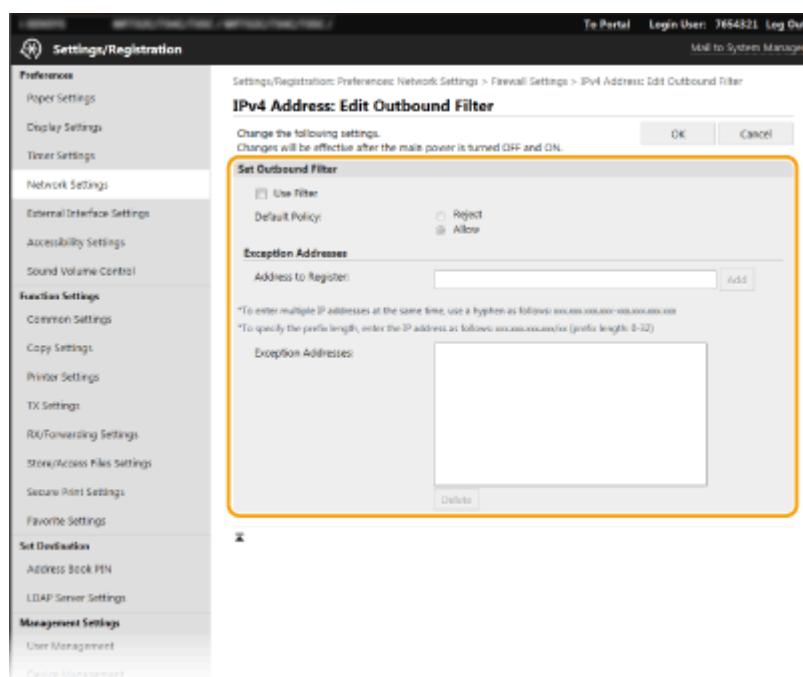 To Portal Login User: 7654321 Log Ou
Settings/Registration
Mail to System Manage
Preferences
Paper Settings
Display Settings
Timer Settings
Network Settings
External Interface Settings
Accessibility Settings
Sound Volume Control
Function Settings
Common Settings
Copy Settings
Printer Settings
TX Settings
RX/Forwarding Settings
Store/Access Files Settings
Secure Print Settings
Favorite Settings
Set Destination
Address Book PIN
LDAP Server Settings
Management Settings
User Management
Device Management
Settings/Registration: Preferences: Network Settings > Firewall Settings > IPv4 Address: Edit Outbound Filter
IPv4 Address: Edit Outbound Filter
Change the following settings.
Changes will be effective after the main power is turned OFF and ON.
OK Cancel
Set Outbound Filter
Use Filter
Default Policy: Reject
Allow
Exception Addresses
Address to Register: Add
*To enter multiple IP addresses at the same time, use a hyphen as follows: xxx.xxx.xxx.xxx-xxx.xxx.xxx.xxx
*To specify the prefix length, enter the IP address as follows: xxx.xxx.xxx.xxx/xx (prefix length: 0-32)
Exception Addresses:
Delete